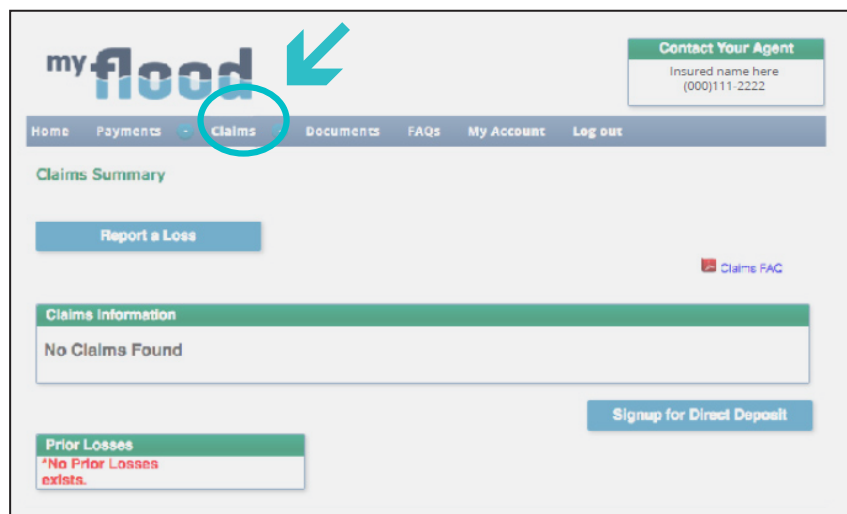 my flood
Contact Your Agent
Insured name here
(000)111-2222
Home Payments Claims Documents FAQs My Account Log out
Claims Summary
Report a Loss
Claims FAQ
Claims Information
No Claims Found
Signup for Direct Deposit
Prior Losses
*No Prior Losses
exists.